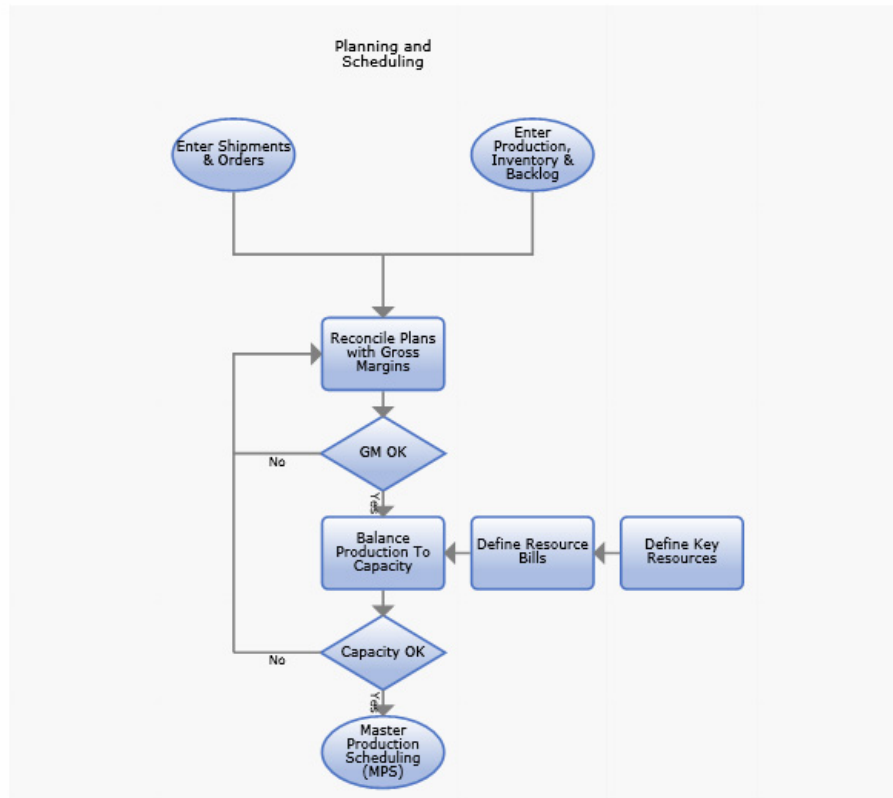 Planning and
Scheduling
Enter Shipments
& Orders
Enter
Production,
Inventory &
Backlog
Reconcile Plans
with Gross
Margins
GM OK
No
Yes
Balance
Production To
Capacity
Define Resource
Bills
Define Key
Resources
Capacity OK
No
Yes
Master
Production
Scheduling
(MPS)